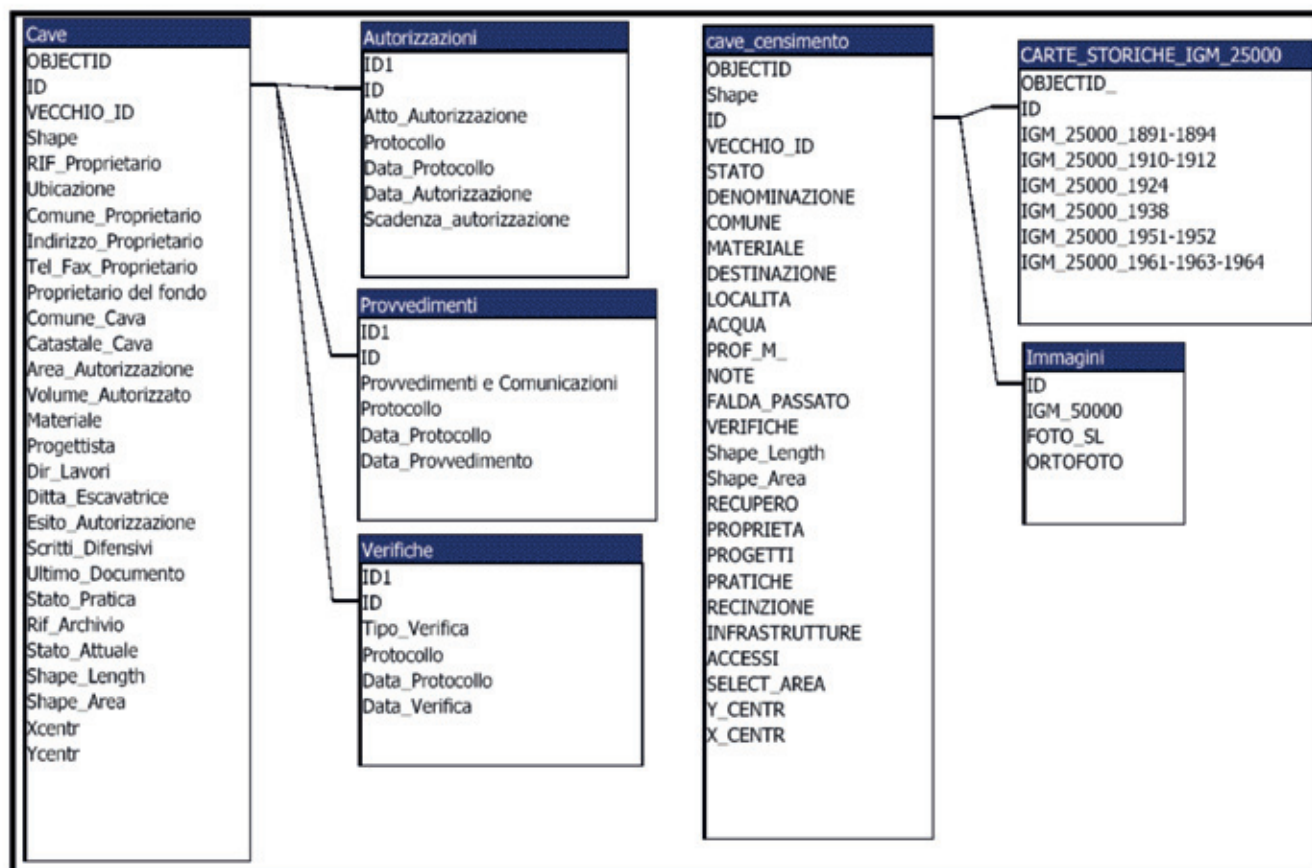 Cave
OBJECTID
ID
VECCHIO_ID
Shape
RIF_Proprietario
Ubicazione
Comune_Proprietario
Indirizzo_Proprietario
Tel_Fax_Proprietario
Proprietario del fondo
Comune_Cava
Catastale_Cava
Area_Autorizzazione
Volume_Autorizzato
Materiale
Progettista
Dir_Lavori
Ditta_Escavatrice
Esito_Autorizzazione
Scritti_Difensivi
Ultimo_Documento
Stato_Pratica
Rif_Archivio
Stato_Attuale
Shape_Length
Shape_Area
Xcentr
Ycentr
Autorizzazioni
ID1
ID
Atto_Autorizzazione
Protocollo
Data_Protocollo
Data_Autorizzazione
Scadenza_autorizzazione
Provvedimenti
ID1
ID
Provvedimenti e Comunicazioni
Protocollo
Data_Protocollo
Data_Provvedimento
Verifiche
ID1
ID
Tipo_Verifica
Protocollo
Data_Protocollo
Data_Verifica
cave_censimento
OBJECTID
Shape
ID
VECCHIO_ID
STATO
DENOMINAZIONE
COMUNE
MATERIALE
DESTINAZIONE
LOCALITA
ACQUA
PROF_M_
NOTE
FALDA_PASSATO
VERIFICHE
Shape_Length
Shape_Area
RECUPERO
PROPRIETA
PROGETTI
PRATICHE
RECINZIONE
INFRASTRUTTURE
ACCESSI
SELECT_AREA
Y_CENTR
X_CENTR
CARTE_STORICHE_IGM_25000
OBJECTID_
ID
IGM_25000_1891-1894
IGM_25000_1910-1912
IGM_25000_1924
IGM_25000_1938
IGM_25000_1951-1952
IGM_25000_1961-1963-1964
Immagini
ID
IGM_50000
FOTO_SL
ORTOFOTO